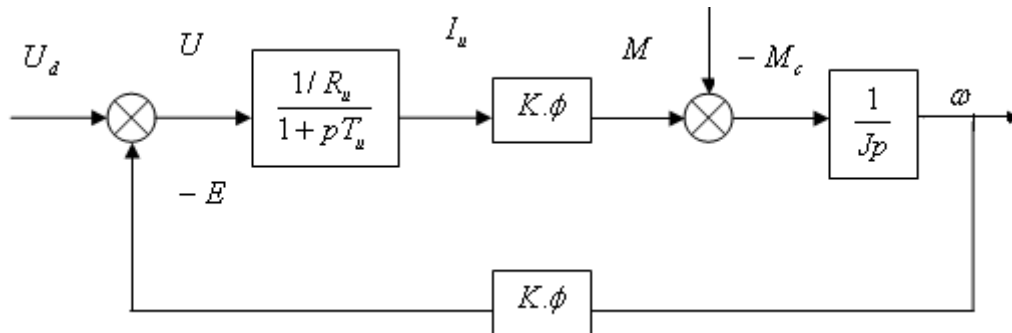 U_d
U
1/ R_u
1 + pT_u
I_u
K.ϕ
M
− M_c
1
Jp
ω
− E
K.ϕ